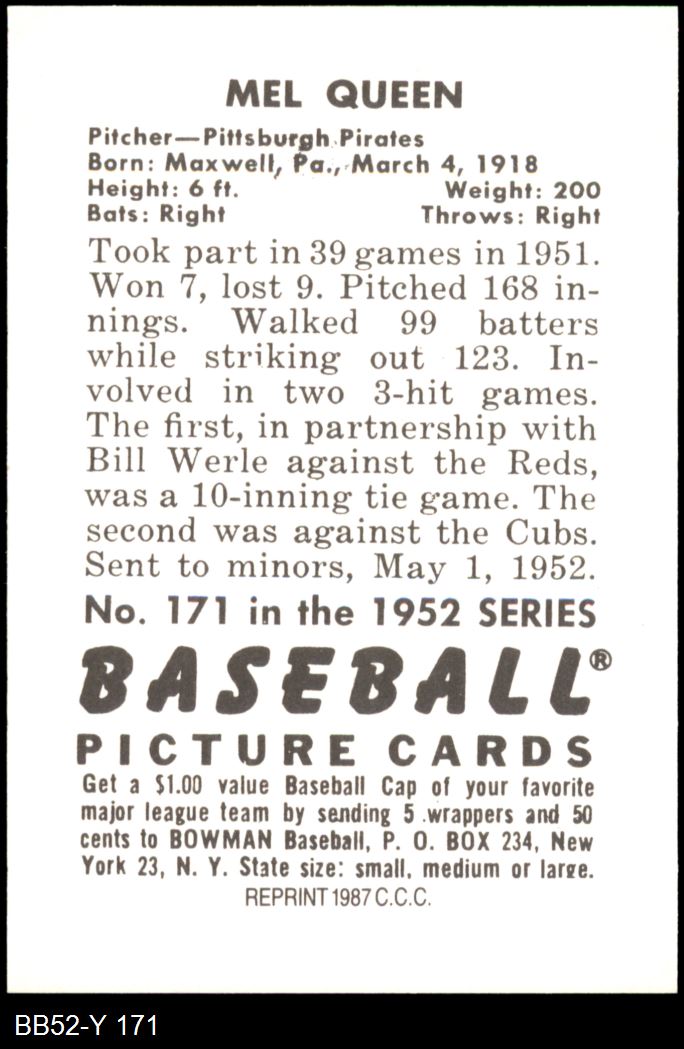 MEL QUEEN
Pitcher—Pittsburgh Pirates
Born: Maxwell, Pa., March 4, 1918
Height: 6 ft. Weight: 200
Bats: Right Throws: Right
Took part in 39 games in 1951.
Won 7, lost 9. Pitched 168 in-
nings. Walked 99 batters
while striking out 123. In-
volved in two 3-hit games.
The first, in partnership with
Bill Werle against the Reds,
was a 10-inning tie game. The
second was against the Cubs.
Sent to minors, May 1, 1952.
No. 171 in the 1952 SERIES
BASEBALL®
PICTURE CARDS
Get a $1.00 value Baseball Cap of your favorite
major league team by sending 5 wrappers and 50
cents to BOWMAN Baseball, P. O. BOX 234, New
York 23, N. Y. State size: small, medium or large.
REPRINT 1987 C.C.C.
BB52-Y 171